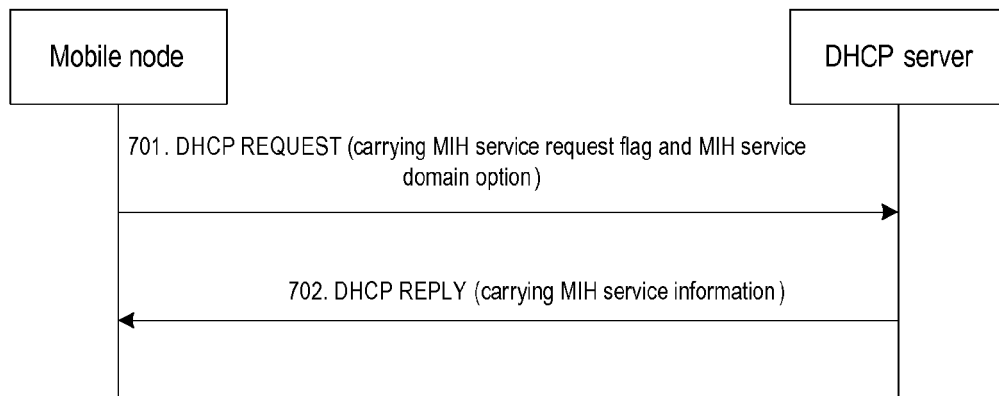 Mobile node
DHCP server
701. DHCP REQUEST (carrying MIH service request flag and MIH service
domain option)
702. DHCP REPLY (carrying MIH service information)